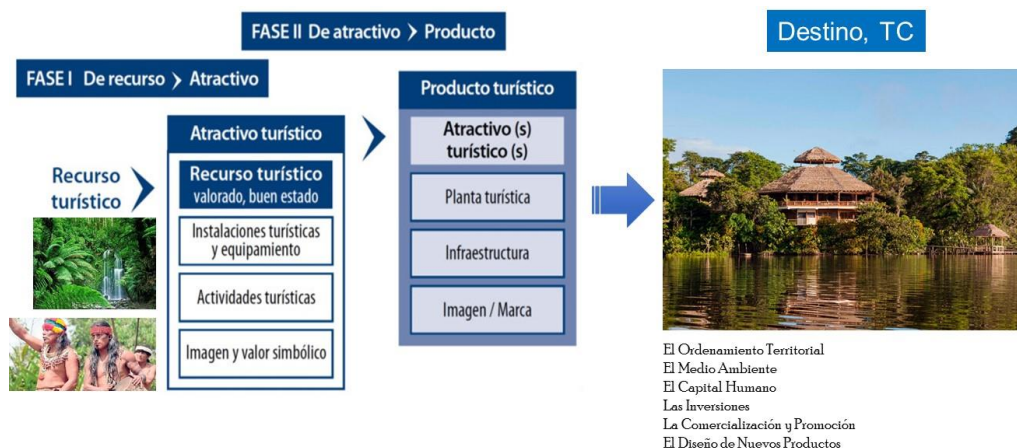 FASE I De recurso > Atractivo
FASE II De atractivo > Producto
Destino, TC
Recurso
turístico
Atractivo turístico
Recurso turístico
valorado, buen estado
Instalaciones turísticas
y equipamiento
Actividades turísticas
Imagen y valor simbólico
Producto turístico
Atractivo (s)
turístico (s)
Planta turística
Infraestructura
Imagen / Marca
El Ordenamiento Territorial
El Medio Ambiente
El Capital Humano
Las Inversiones
La Comercialización y Promoción
El Diseño de Nuevos Productos